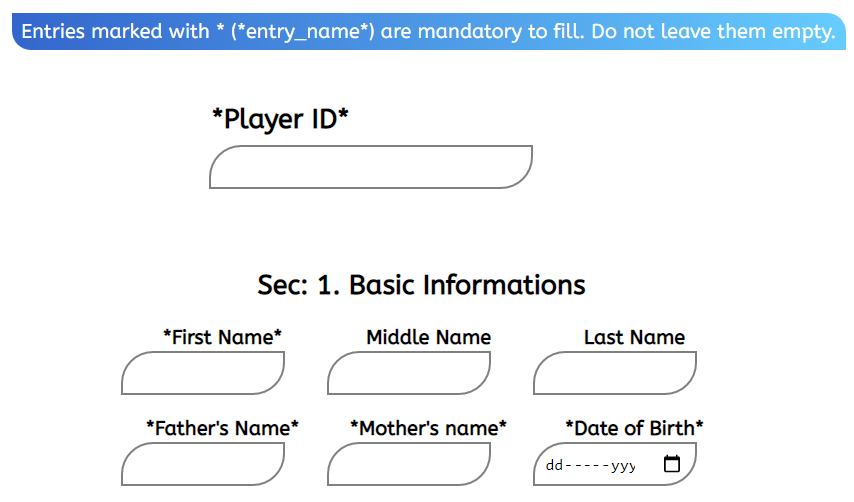 Entries marked with * (*entry_name*) are mandatory to fill. Do not leave them empty.
*Player ID*
Sec: 1. Basic Informations
*First Name* Middle Name Last Name
*Father's Name* *Mother's name* *Date of Birth*
dd-----yyy